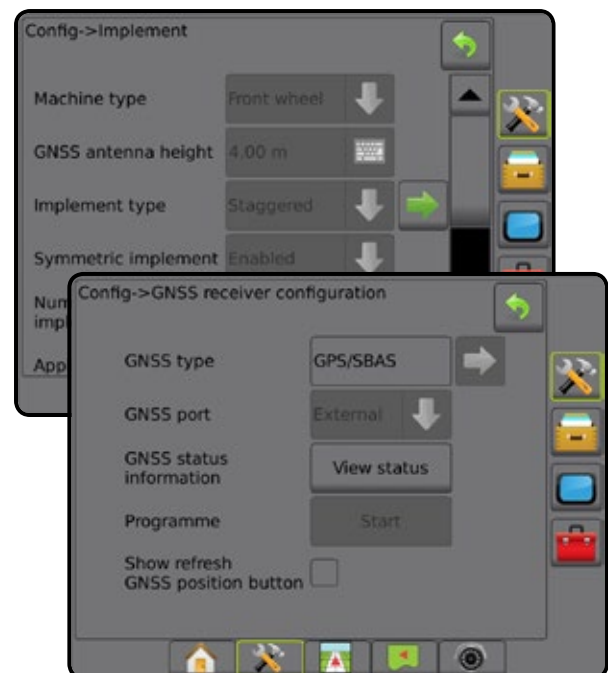 Config->Implement
Machine type Front wheel
GNSS antenna height 4.00 m
Implement type Staggered
Symmetric implement Enabled
Num
impl
App
Config->GNSS receiver configuration
GNSS type GPS/SBAS
GNSS port External
GNSS status
information View status
Programme Start
Show refresh
GNSS position button